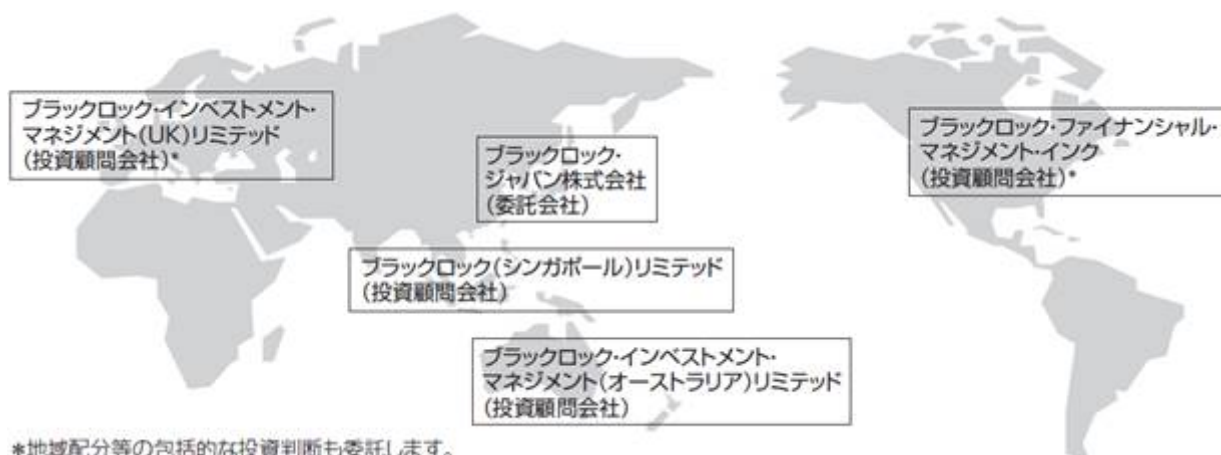 ブラックロック・インベストメント・
マネジメント(UK)リミテッド
(投資顧問会社)*
ブラックロック・
ジャパン株式会社
(委託会社)
ブラックロック・ファイナンシャル・
マネジメント・インク
(投資顧問会社)*
ブラックロック(シンガポール)リミテッド
(投資顧問会社)
ブラックロック・インベストメント・
マネジメント(オーストラリア)リミテッド
(投資顧問会社)
*地域配分等の包括的な投資判断も委託します。